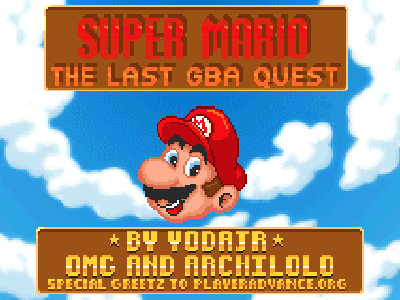 SUPER MARIO
THE LAST GBA QUEST
M
★ BY YODAJR ★
OMG AND ARCHILOLO
SPECIAL GREETZ TO PLAYERADVANCE.ORG